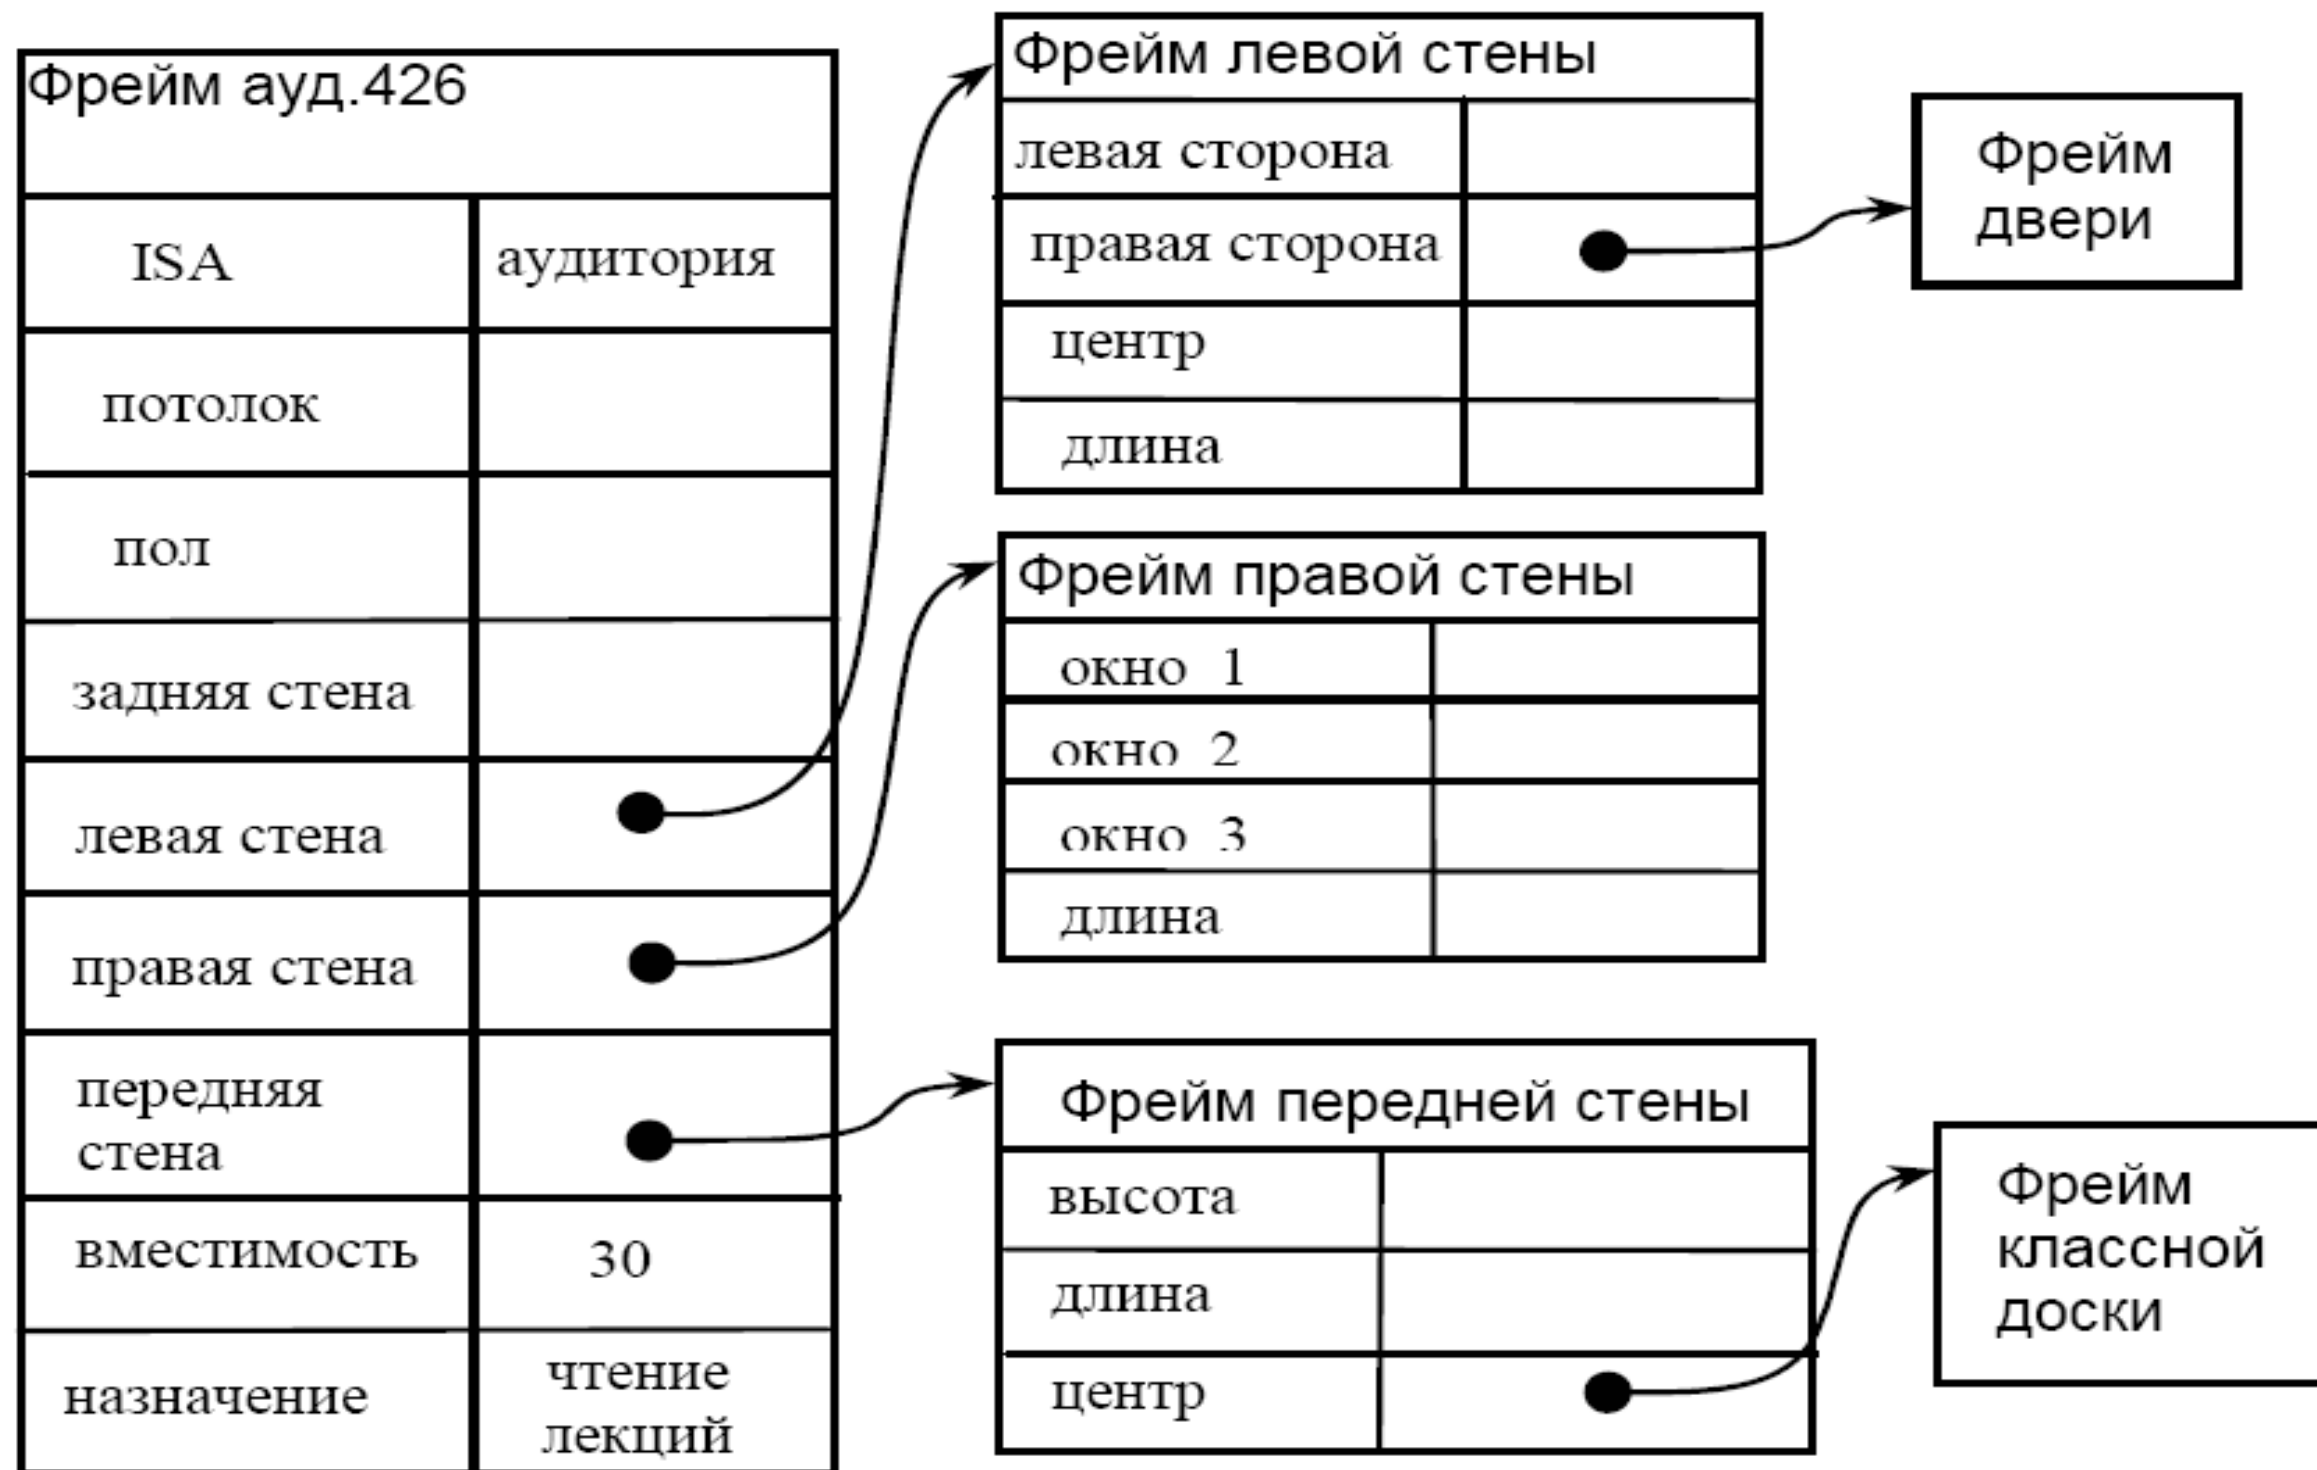 Фрейм ауд.426
ISA аудитория
потолок
пол
задняя стена
левая стена
правая стена
передняя
стена
вместимость 30
назначение
чтение
лекций
Фрейм левой стены
левая сторона
правая сторона
центр
длина
Фрейм
двери
Фрейм правой стены
окно 1
окно 2
окно 3
длина
Фрейм передней стены
высота
длина
центр
Фрейм
классной
доски